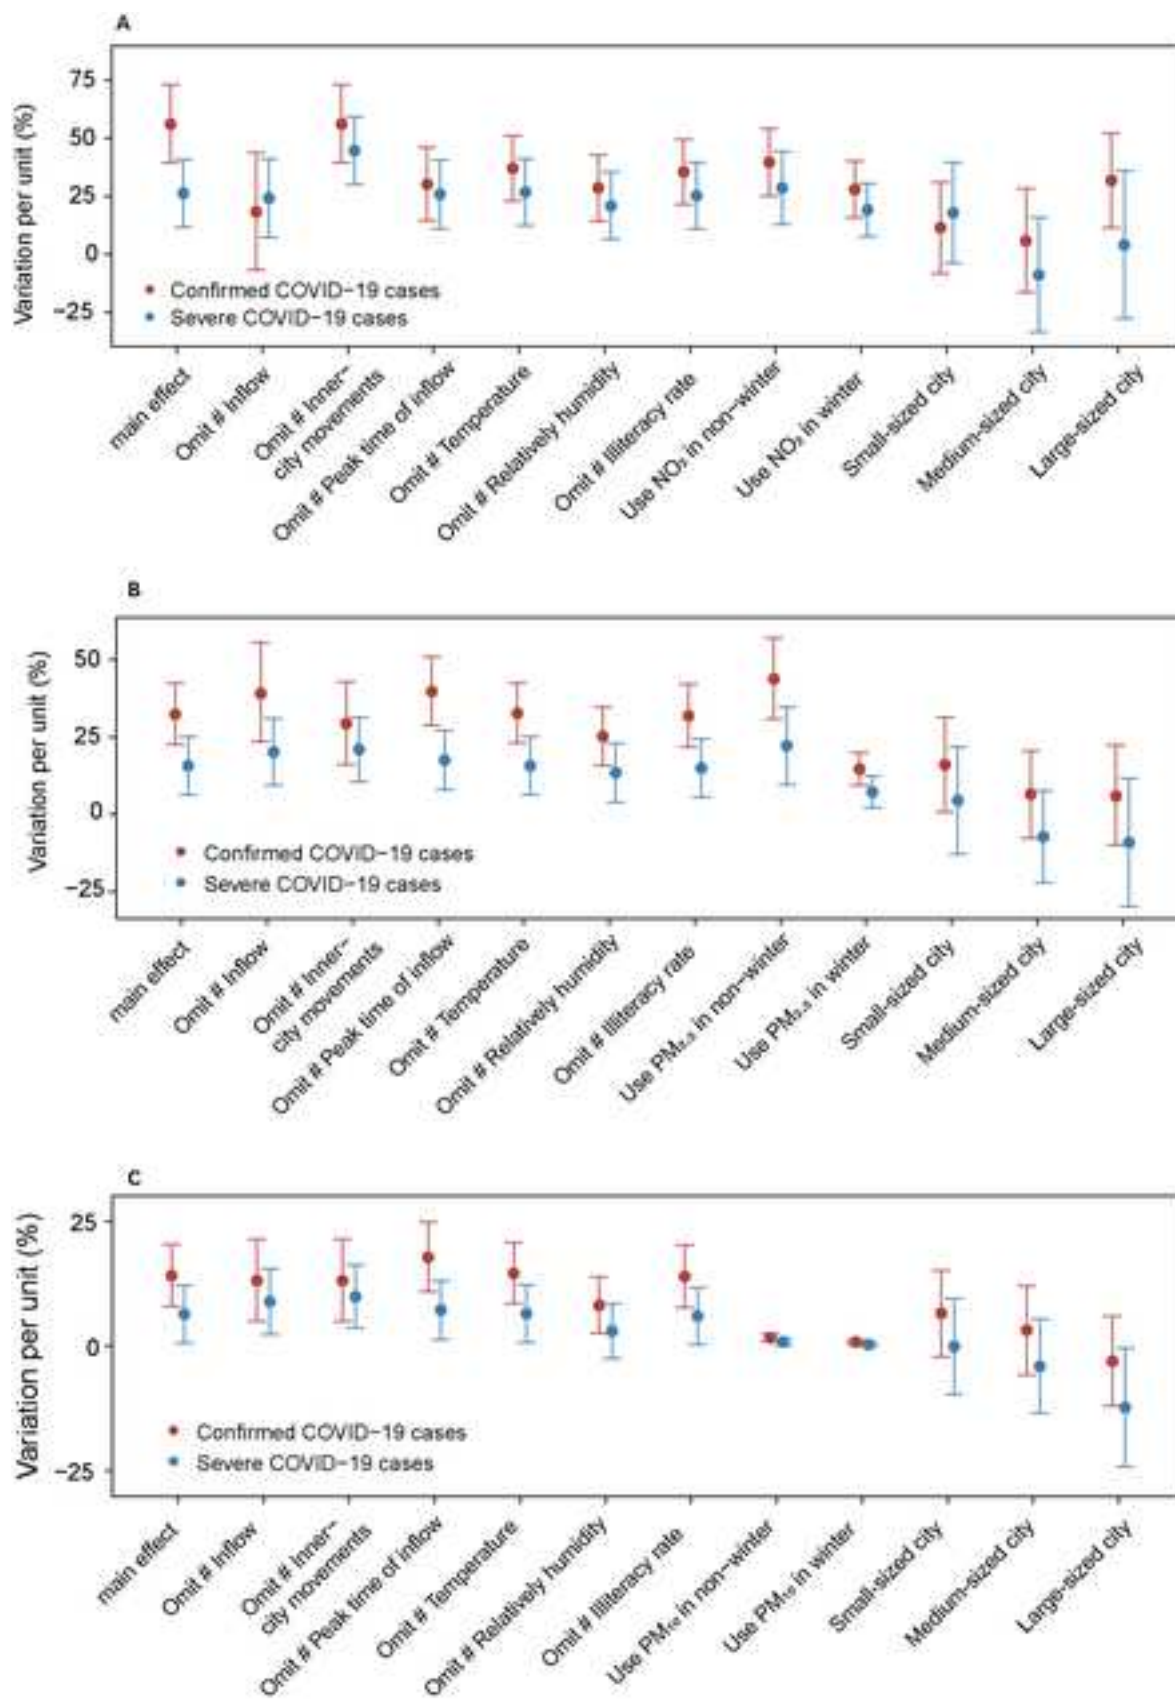 A
Variation per unit (%)
75
50
25
0
−25
Confirmed COVID−19 cases
Severe COVID−19 cases
main effect
Omit # Inflow
Omit # Inner−
city movements
Omit # Peak time of inflow
Omit # Temperature
Omit # Relatively humidity
Omit # Illiteracy rate
Use NO₂ in non−winter
Use NO₂ in winter
Small-sized city
Medium-sized city
Large-sized city
B
Variation per unit (%)
50
25
0
−25
Confirmed COVID−19 cases
Severe COVID−19 cases
main effect
Omit # Inflow
Omit # Inner−
city movements
Omit # Peak time of inflow
Omit # Temperature
Omit # Relatively humidity
Omit # Illiteracy rate
Use PM₂.₅ in non−winter
Use PM₂.₅ in winter
Small-sized city
Medium-sized city
Large-sized city
C
Variation per unit (%)
25
0
−25
Confirmed COVID−19 cases
Severe COVID−19 cases
main effect
Omit # Inflow
Omit # Inner−
city movements
Omit # Peak time of inflow
Omit # Temperature
Omit # Relatively humidity
Omit # Illiteracy rate
Use PM₁₀ in non−winter
Use PM₁₀ in winter
Small-sized city
Medium-sized city
Large-sized city